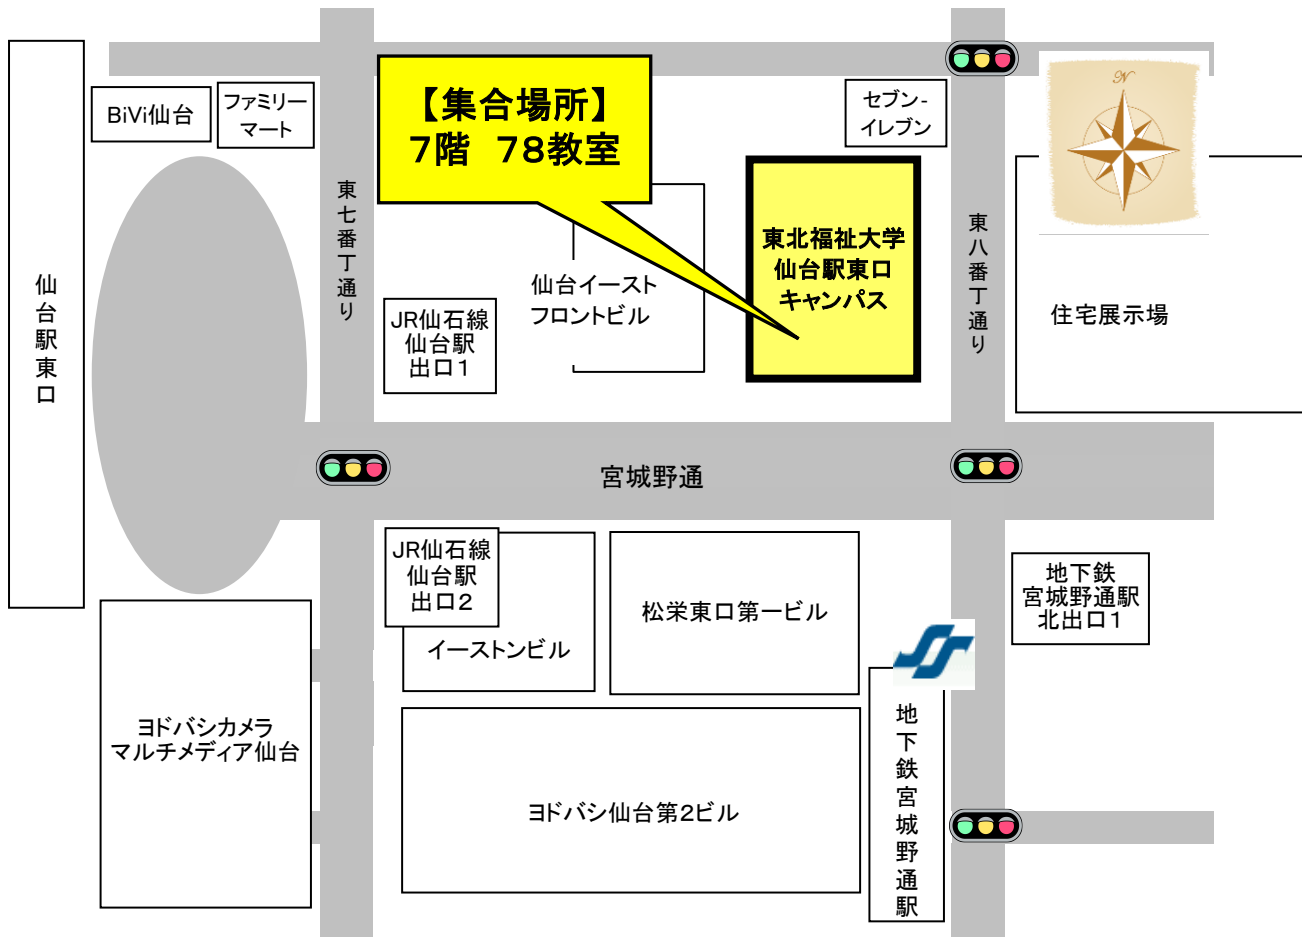 BiVi仙台
ファミリー
マート
【集合場所】
7階　78教室
セブン-
イレブン
N
仙台駅東口
東七番丁通り
JR仙石線
仙台駅
出口1
仙台イースト
フロントビル
東北福祉大学
仙台駅東口
キャンパス
東八番丁通り
住宅展示場
宮城野通
JR仙石線
仙台駅
出口2
イーストンビル
松栄東口第一ビル
地下鉄
宮城野通駅
北出口1
ヨドバシカメラ
マルチメディア仙台
ヨドバシ仙台第2ビル
地下鉄宮城野通駅